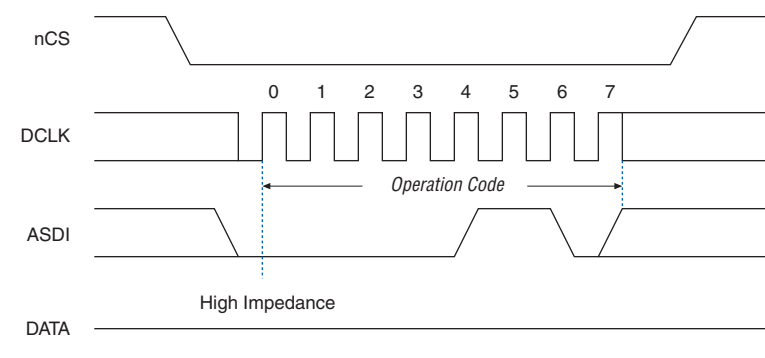 nCS
0 1 2 3 4 5 6 7
DCLK
Operation Code
ASDI
High Impedance
DATA